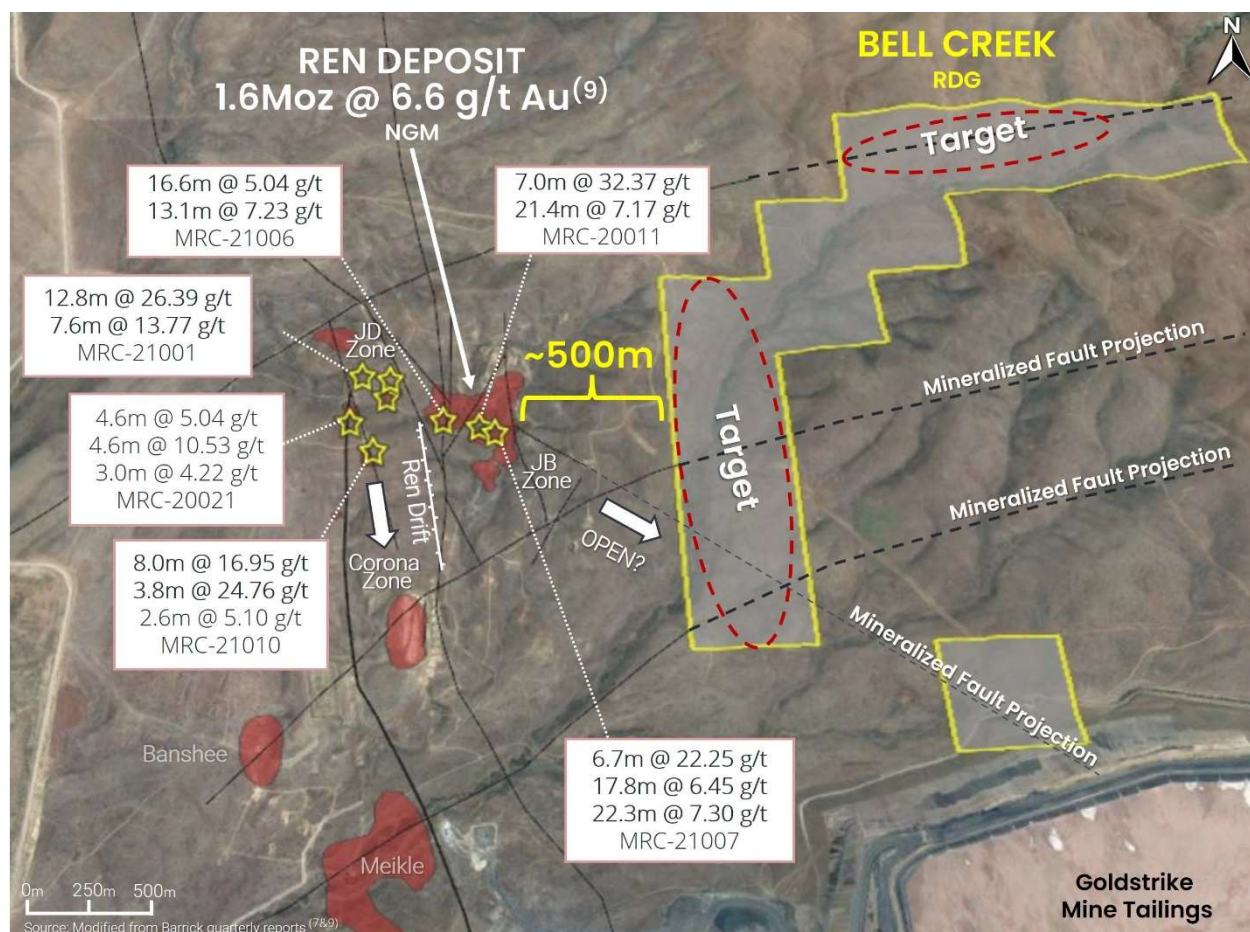 REN DEPOSIT
1.6Moz @ 6.6 g/t Au(9)
NGM
BELL CREEK
RDG
N
Target
16.6m @ 5.04 g/t
13.1m @ 7.23 g/t
MRC-21006
7.0m @ 32.37 g/t
21.4m @ 7.17 g/t
MRC-20011
12.8m @ 26.39 g/t
7.6m @ 13.77 g/t
MRC-21001
JD
Zone
~500m
Mineralized Fault Projection
4.6m @ 5.04 g/t
4.6m @ 10.53 g/t
3.0m @ 4.22 g/t
MRC-20021
Ren Drift
JB
Zone
Target
Mineralized Fault Projection
OPEN?
8.0m @ 16.95 g/t
3.8m @ 24.76 g/t
2.6m @ 5.10 g/t
MRC-21010
Corona
Zone
Mineralized Fault Projection
Banshee
6.7m @ 22.25 g/t
17.8m @ 6.45 g/t
22.3m @ 7.30 g/t
MRC-21007
Meikle
Goldstrike
Mine Tailings
0m 250m 500m
Source: Modified from Barrick quarterly reports (7&9)